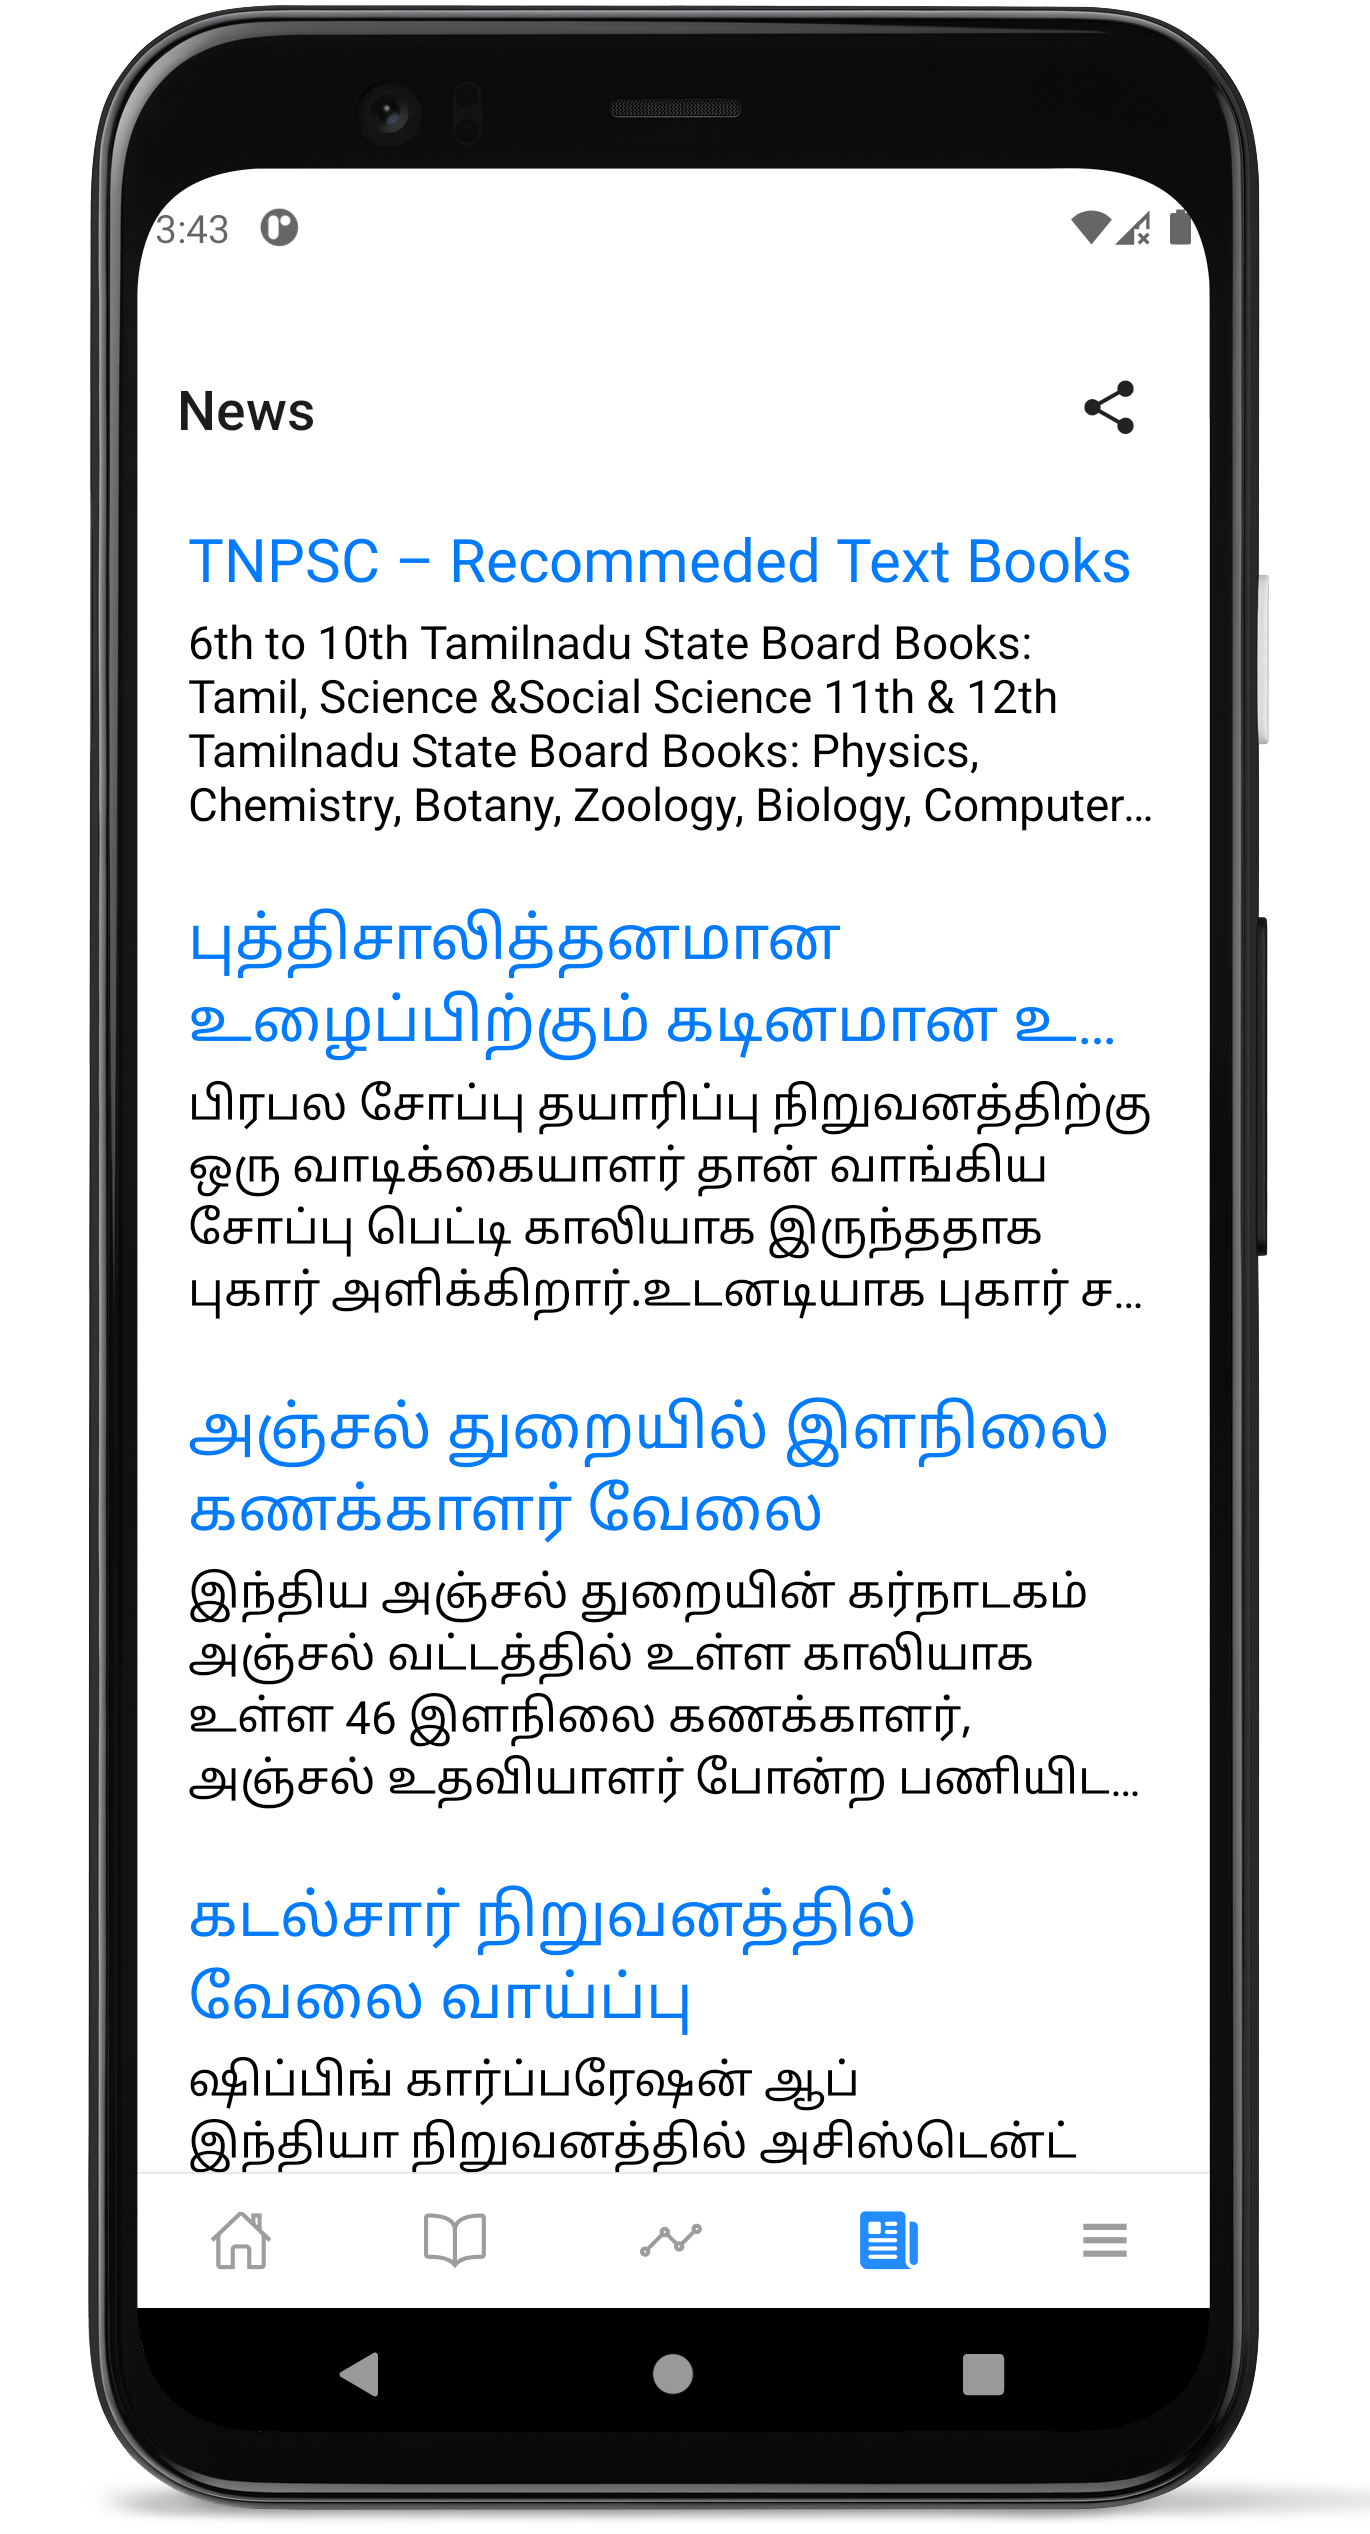 3:43
News
TNPSC – Recommeded Text Books
6th to 10th Tamilnadu State Board Books:
Tamil, Science &Social Science 11th & 12th
Tamilnadu State Board Books: Physics,
Chemistry, Botany, Zoology, Biology, Computer…
புத்திசாலித்தனமான
உழைப்பிற்கும் கடினமான உ…
பிரபல சோப்பு தயாரிப்பு நிறுவனத்திற்கு
ஒரு வாடிக்கையாளர் தான் வாங்கிய
சோப்பு பெட்டி காலியாக இருந்ததாக
புகார் அளிக்கிறார்.உடனடியாக புகார் ச…
அஞ்சல் துறையில் இளநிலை
கணக்காளர் வேலை
இந்திய அஞ்சல் துறையின் கர்நாடகம்
அஞ்சல் வட்டத்தில் உள்ள காலியாக
உள்ள 46 இளநிலை கணக்காளர்,
அஞ்சல் உதவியாளர் போன்ற பணியிட…
கடல்சார் நிறுவனத்தில்
வேலை வாய்ப்பு
ஷிப்பிங் கார்ப்பரேஷன் ஆப்
இந்தியா நிறுவனத்தில் அசிஸ்டென்ட்